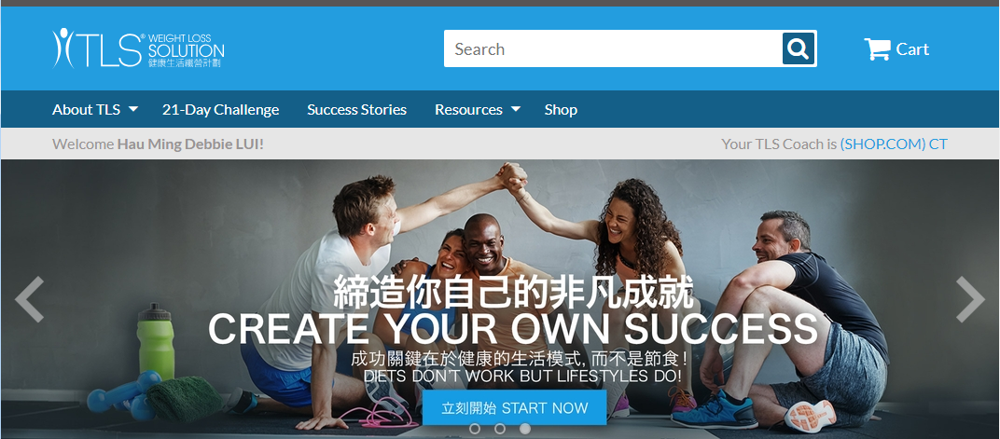 TLS® WEIGHT LOSS
SOLUTION
健康生活纖營計劃
Search
Cart
About TLS
21-Day Challenge
Success Stories
Resources
Shop
Welcome Hau Ming Debbie LUI!
Your TLS Coach is (SHOP.COM) CT
締造你自己的非凡成就
CREATE YOUR OWN SUCCESS
成功關鍵在於健康的生活模式, 而不是節食!
DIETS DON'T WORK BUT LIFESTYLES DO!
立刻開始 START NOW